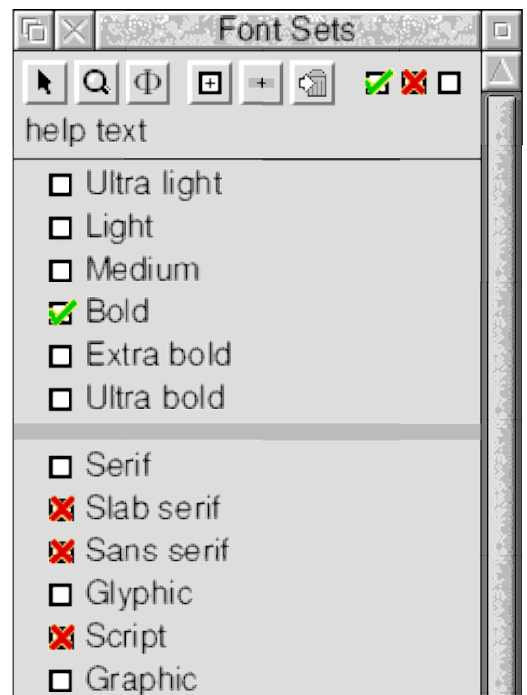 Font Sets
help text
Ultra light
Light
Medium
Bold
Extra bold
Ultra bold
Serif
Slab serif
Sans serif
Glyphic
Script
Graphic